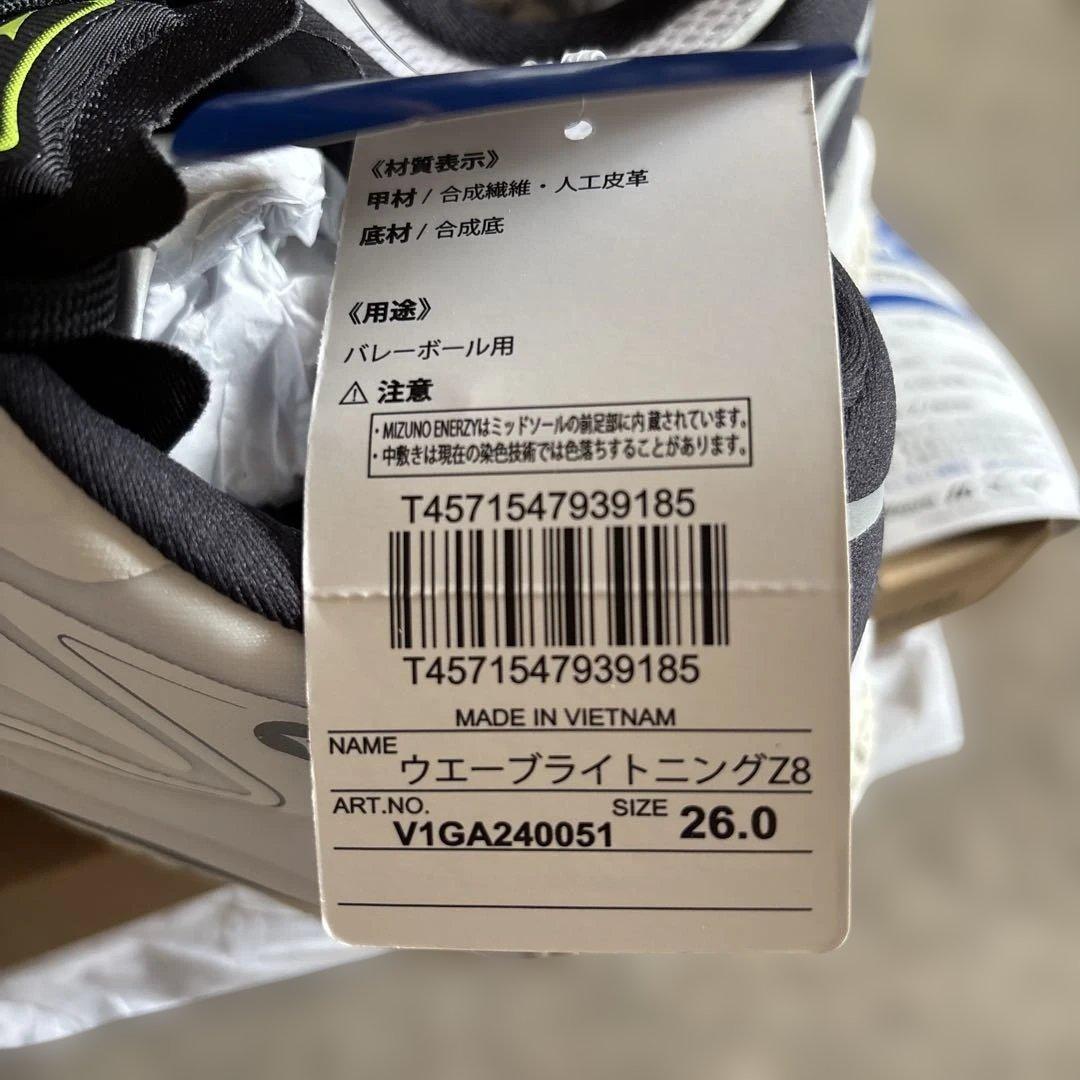 《材質表示》
甲材 / 合成繊維・人工皮革
底材 / 合成底
《用途》
バレーボール用
⚠ 注意
・MIZUNO ENERZYはミッドソールの前足部に内蔵されています。
・中敷きは現在の染色技術では色落ちすることがあります。
T4571547939185
T4571547939185
MADE IN VIETNAM
NAME ウエーブライトニングZ8
ART.NO. V1GA240051 SIZE 26.0